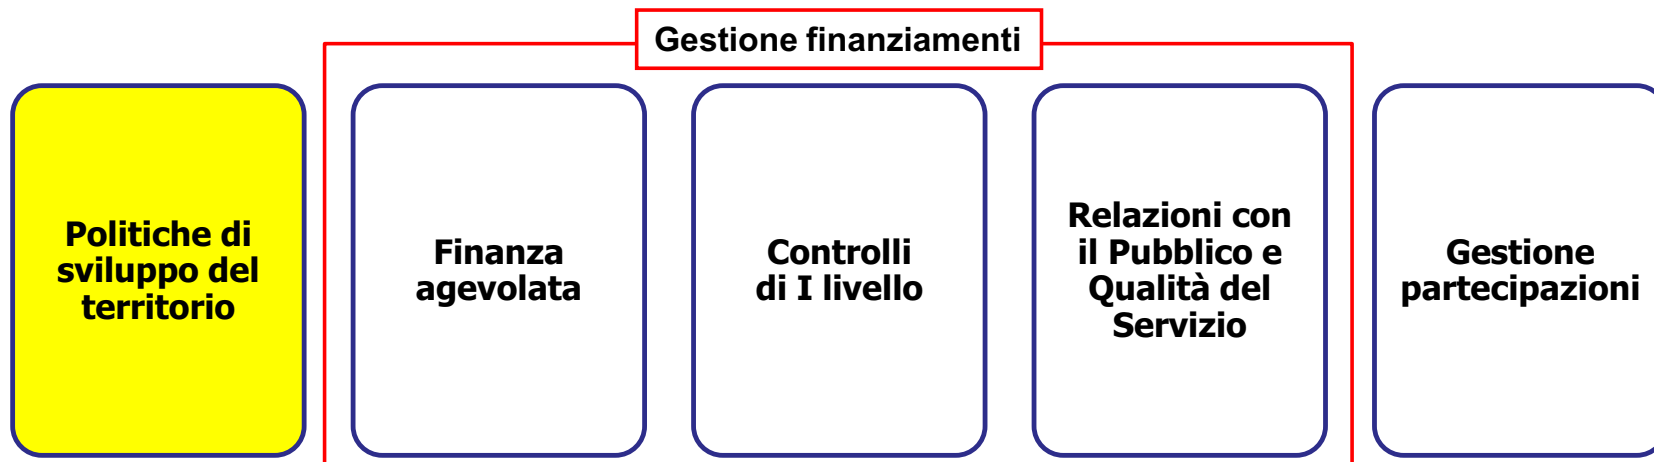 Gestione finanziamenti
Politiche di
sviluppo del
territorio
Finanza
agevolata
Controlli
di I livello
Relazioni con
il Pubblico e
Qualità del
Servizio
Gestione
partecipazioni